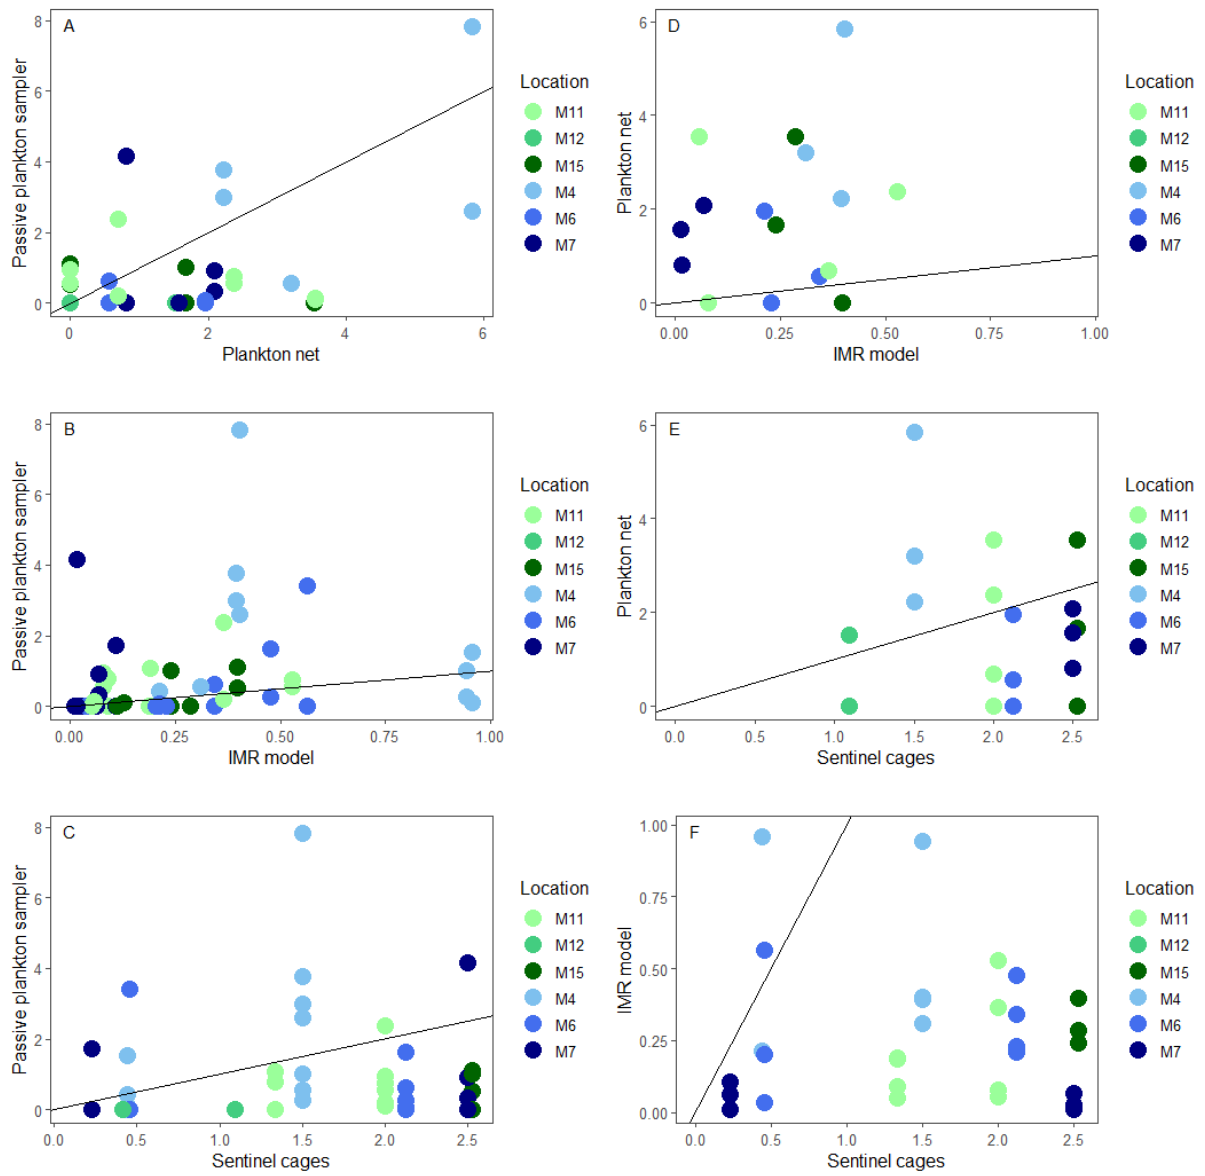 A
8
6
4
2
0
0
2
4
6
Passive plankton sampler
Plankton net
Location
M11
M12
M15
M4
M6
M7
D
6
4
2
0
0.00
0.25
0.50
0.75
1.00
Plankton net
IMR model
Location
M11
M12
M15
M4
M6
M7
B
8
6
4
2
0
0.00
0.25
0.50
0.75
1.00
Passive plankton sampler
IMR model
Location
M11
M12
M15
M4
M6
M7
E
6
4
2
0
0.0
0.5
1.0
1.5
2.0
2.5
Plankton net
Sentinel cages
Location
M11
M12
M15
M4
M6
M7
C
8
6
4
2
0
0.0
0.5
1.0
1.5
2.0
2.5
Passive plankton sampler
Sentinel cages
Location
M11
M12
M15
M4
M6
M7
F
1.00
0.75
0.50
0.25
0.00
0.0
0.5
1.0
1.5
2.0
2.5
IMR model
Sentinel cages
Location
M11
M12
M15
M4
M6
M7